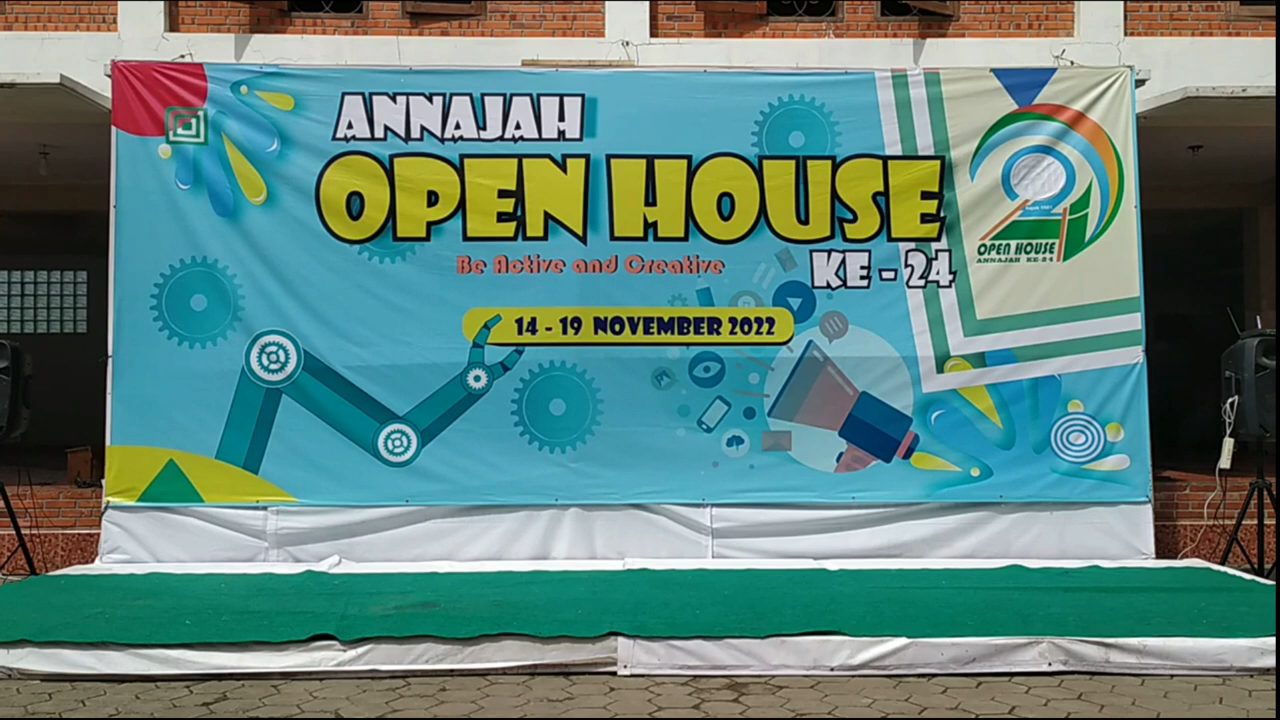 ANNAJAH
OPEN HOUSE
Be Active and Creative
KE - 24
14 - 19 NOVEMBER 2022
OPEN HOUSE
ANNAJAH KE-24